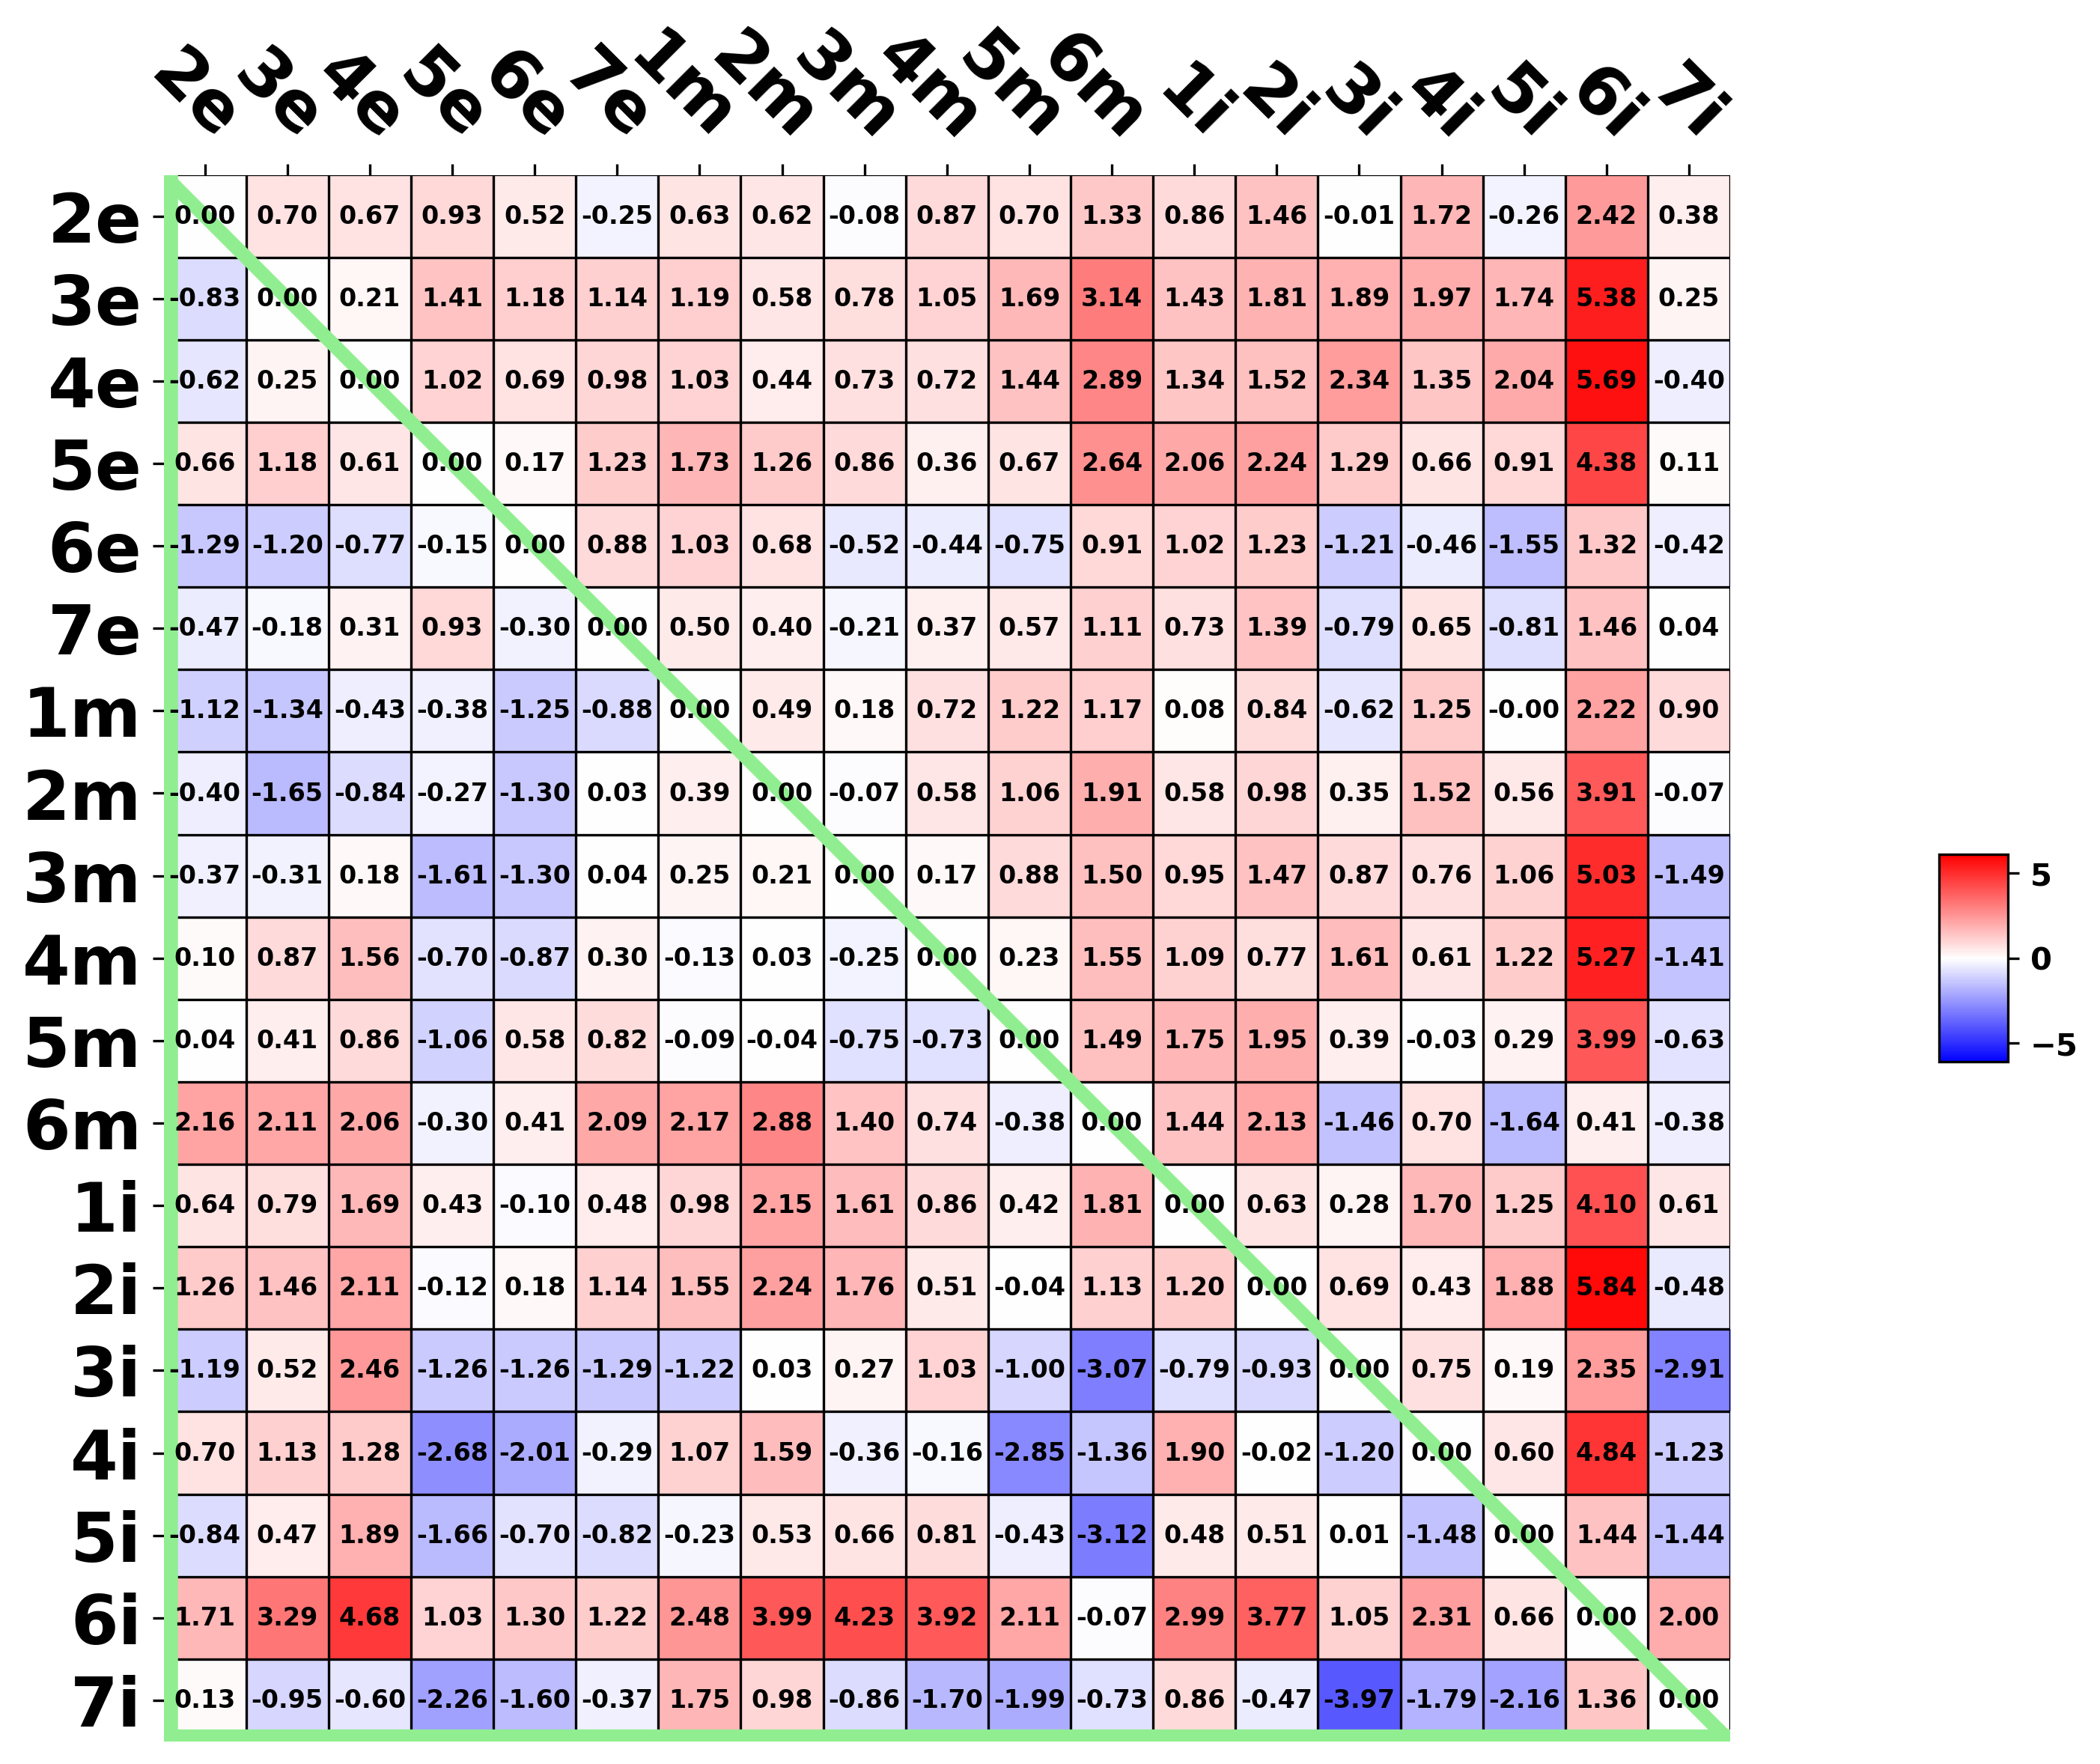 2e 3e 4e 5e 6e 7e 1m 2m 3m 4m 5m 6m 1i 2i 3i 4i 5i 6i 7i
2e 0.00 0.70 0.67 0.93 0.52 -0.25 0.63 0.62 -0.08 0.87 0.70 1.33 0.86 1.46 -0.01 1.72 -0.26 2.42 0.38
3e -0.83 0.00 0.21 1.41 1.18 1.14 1.19 0.58 0.78 1.05 1.69 3.14 1.43 1.81 1.89 1.97 1.74 5.38 0.25
4e -0.62 0.25 0.00 1.02 0.69 0.98 1.03 0.44 0.73 0.72 1.44 2.89 1.34 1.52 2.34 1.35 2.04 5.69 -0.40
5e 0.66 1.18 0.61 0.00 0.17 1.23 1.73 1.26 0.86 0.36 0.67 2.64 2.06 2.24 1.29 0.66 0.91 4.38 0.11
6e -1.29 -1.20 -0.77 -0.15 0.00 0.88 1.03 0.68 -0.52 -0.44 -0.75 0.91 1.02 1.23 -1.21 -0.46 -1.55 1.32 -0.42
7e -0.47 -0.18 0.31 0.93 -0.30 0.00 0.50 0.40 -0.21 0.37 0.57 1.11 0.73 1.39 -0.79 0.65 -0.81 1.46 0.04
1m -1.12 -1.34 -0.43 -0.38 -1.25 -0.88 0.00 0.49 0.18 0.72 1.22 1.17 0.08 0.84 -0.62 1.25 -0.00 2.22 0.90
2m -0.40 -1.65 -0.84 -0.27 -1.30 0.03 0.39 0.00 -0.07 0.58 1.06 1.91 0.58 0.98 0.35 1.52 0.56 3.91 -0.07
3m -0.37 -0.31 0.18 -1.61 -1.30 0.04 0.25 0.21 0.00 0.17 0.88 1.50 0.95 1.47 0.87 0.76 1.06 5.03 -1.49
5
4m 0.10 0.87 1.56 -0.70 -0.87 0.30 -0.13 0.03 -0.25 0.00 0.23 1.55 1.09 0.77 1.61 0.61 1.22 5.27 -1.41
0
5m 0.04 0.41 0.86 -1.06 0.58 0.82 -0.09 -0.04 -0.75 -0.73 0.00 1.49 1.75 1.95 0.39 -0.03 0.29 3.99 -0.63
−5
6m 2.16 2.11 2.06 -0.30 0.41 2.09 2.17 2.88 1.40 0.74 -0.38 0.00 1.44 2.13 -1.46 0.70 -1.64 0.41 -0.38
1i 0.64 0.79 1.69 0.43 -0.10 0.48 0.98 2.15 1.61 0.86 0.42 1.81 0.00 0.63 0.28 1.70 1.25 4.10 0.61
2i 1.26 1.46 2.11 -0.12 0.18 1.14 1.55 2.24 1.76 0.51 -0.04 1.13 1.20 0.00 0.69 0.43 1.88 5.84 -0.48
3i -1.19 0.52 2.46 -1.26 -1.26 -1.29 -1.22 0.03 0.27 1.03 -1.00 -3.07 -0.79 -0.93 0.00 0.75 0.19 2.35 -2.91
4i 0.70 1.13 1.28 -2.68 -2.01 -0.29 1.07 1.59 -0.36 -0.16 -2.85 -1.36 1.90 -0.02 -1.20 0.00 0.60 4.84 -1.23
5i -0.84 0.47 1.89 -1.66 -0.70 -0.82 -0.23 0.53 0.66 0.81 -0.43 -3.12 0.48 0.51 0.01 -1.48 0.00 1.44 -1.44
6i 1.71 3.29 4.68 1.03 1.30 1.22 2.48 3.99 4.23 3.92 2.11 -0.07 2.99 3.77 1.05 2.31 0.66 0.00 2.00
7i 0.13 -0.95 -0.60 -2.26 -1.60 -0.37 1.75 0.98 -0.86 -1.70 -1.99 -0.73 0.86 -0.47 -3.97 -1.79 -2.16 1.36 0.00